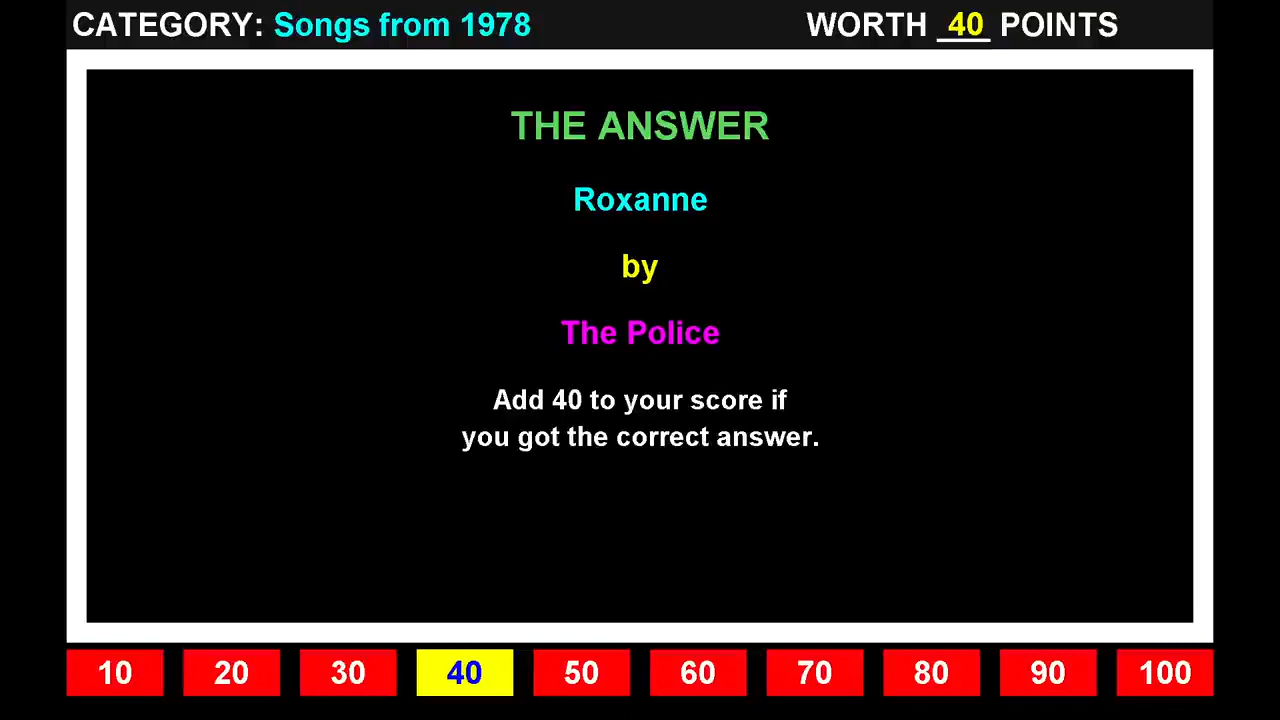 CATEGORY: Songs from 1978 WORTH 40 POINTS
THE ANSWER
Roxanne
by
The Police
Add 40 to your score if
you got the correct answer.
10 20 30 40 50 60 70 80 90 100